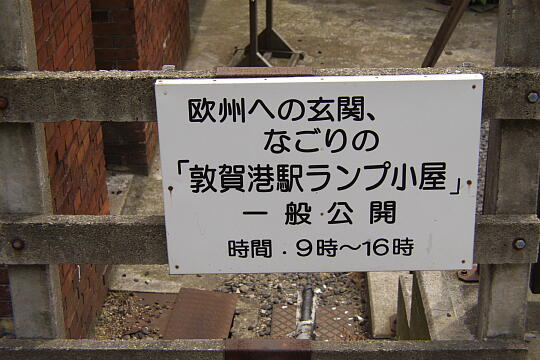 欧州への玄関、
なごりの
「敦賀港駅ランプ小屋」
一般公開
時間．9時～16時